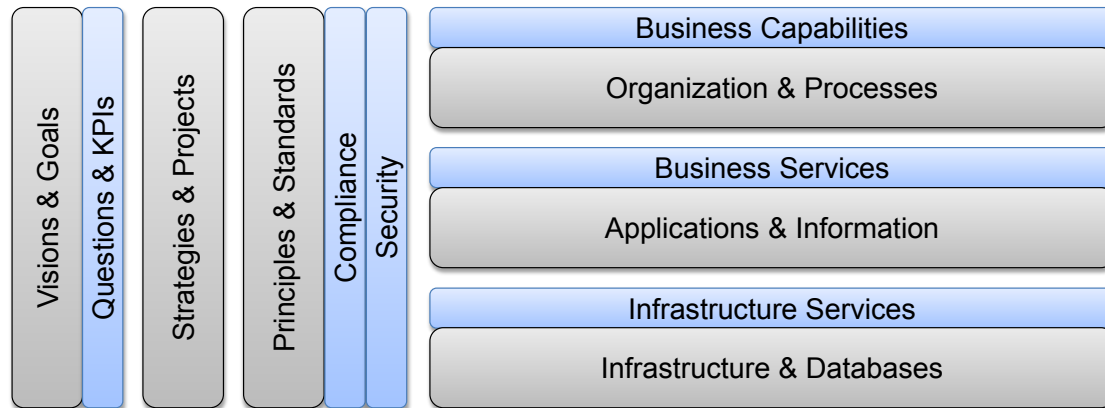 Visions & Goals
Questions & KPIs
Strategies & Projects
Principles & Standards
Compliance
Security
Business Capabilities
Organization & Processes
Business Services
Applications & Information
Infrastructure Services
Infrastructure & Databases